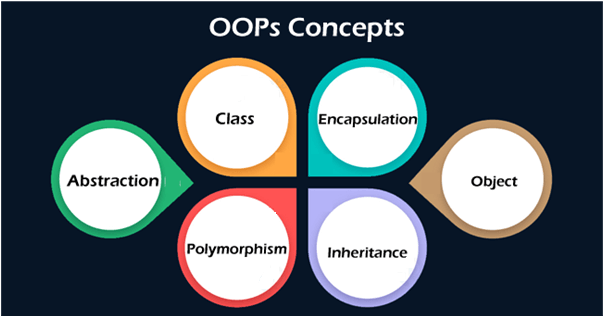 OOPs Concepts
Class
Encapsulation
Abstraction
Object
Polymorphism
Inheritance